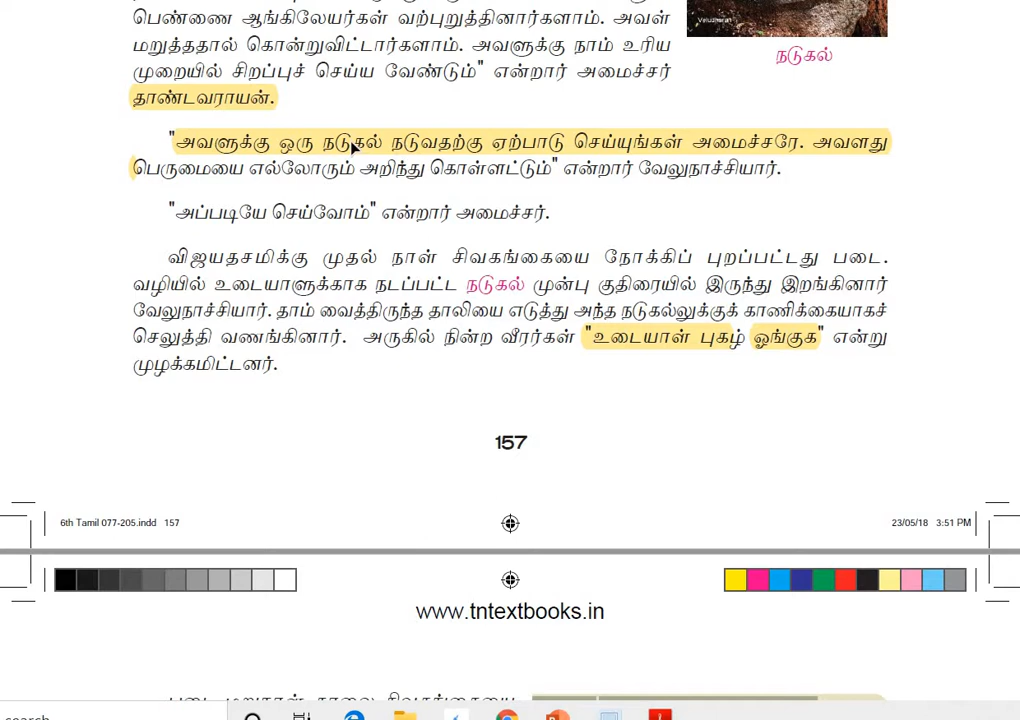 பெண்ணை ஆங்கிலேயர்கள் வற்புறுத்தினார்களாம். அவள்
Veludharan
மறுத்ததால் கொன்றுவிட்டார்களாம். அவளுக்கு நாம் உரிய
நடுகல்
முறையில் சிறப்புச் செய்ய வேண்டும்" என்றார் அமைச்சர்
தாண்டவராயன்.
"அவளுக்கு ஒரு நடுகல் நடுவதற்கு ஏற்பாடு செய்யுங்கள் அமைச்சரே. அவளது
பெருமையை எல்லோரும் அறிந்து கொள்ளட்டும்" என்றார் வேலுநாச்சியார்.
"அப்படியே செய்வோம்" என்றார் அமைச்சர்.
விஜயதசமிக்கு முதல் நாள் சிவகங்கையை நோக்கிப் புறப்பட்டது படை.
வழியில் உடையாளுக்காக நடப்பட்ட நடுகல் முன்பு குதிரையில் இருந்து இறங்கினார்
வேலுநாச்சியார். தாம் வைத்திருந்த தாலியை எடுத்து அந்த நடுகல்லுக்குக் காணிக்கையாகச்
செலுத்தி வணங்கினார். அருகில் நின்ற வீரர்கள் "உடையாள் புகழ் ஓங்குக" என்று
முழக்கமிட்டனர்.
157
6th Tamil 077-205.indd 157
23/05/18 3:51 PM
www.tntextbooks.in